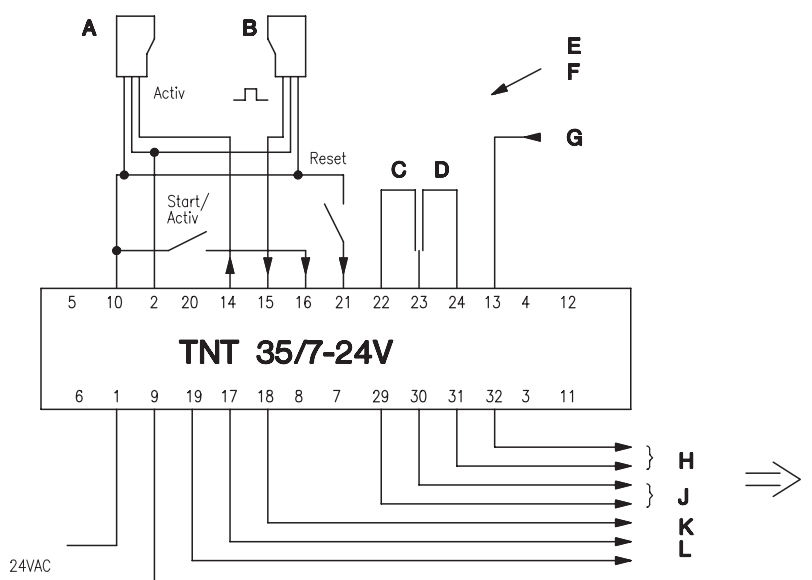 A
B
E
F
Activ
G
Reset
C D
Start/
Activ
5 10 2 20 14 15 16 21 22 23 24 13 4 12
TNT 35/7-24V
6 1 9 19 17 18 8 7 29 30 31 32 3 11
H
J
K
L
24VAC